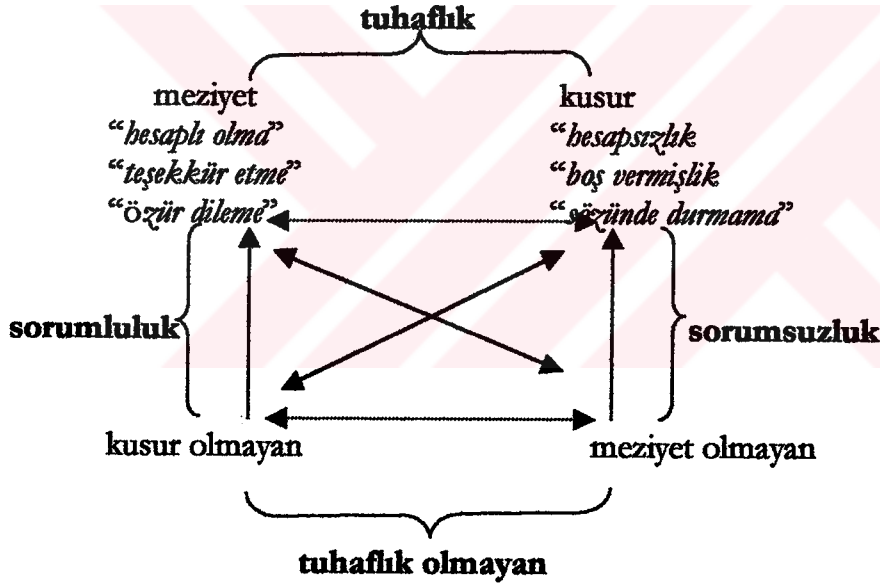 tuhaflık
meziyet kusur
“hesaplı olma” “hesapsızlık
“teşekkür etme” “boş vermişlik
“özür dileme” “sözünde durmama”
sorumluluk sorumsuzluk
kusur olmayan meziyet olmayan
tuhaflık olmayan